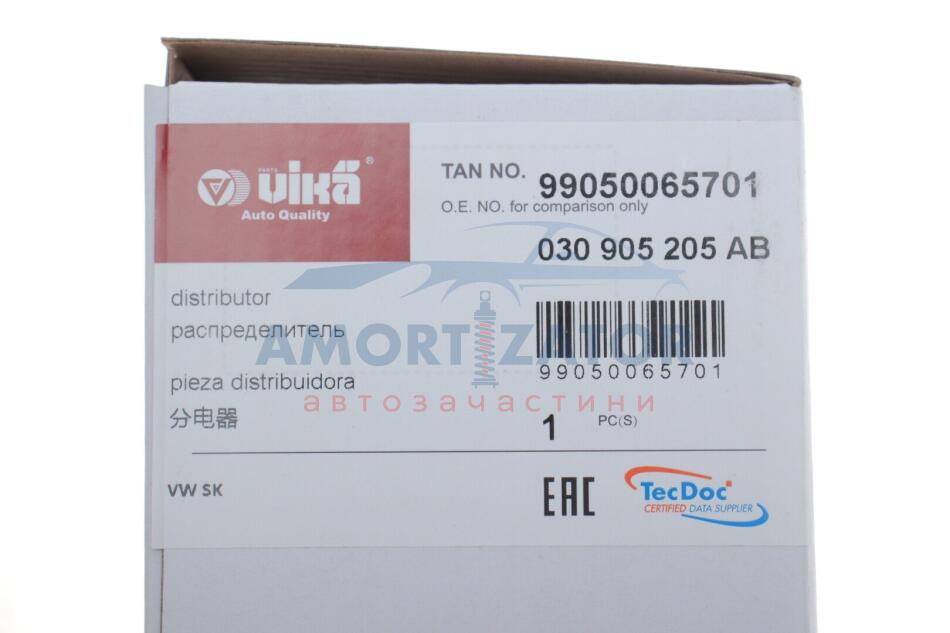 PARTS
vika®
Auto Quality
TAN NO. 99050065701
O.E. NO. for comparison only
030 905 205 AB
distributor
распределитель
pieza distribuidora
分电器
99050065701
1 PC(S)
AMORTIZATOR
автозачастини
VW SK
EAC
TecDoc
CERTIFIED DATA SUPPLIER